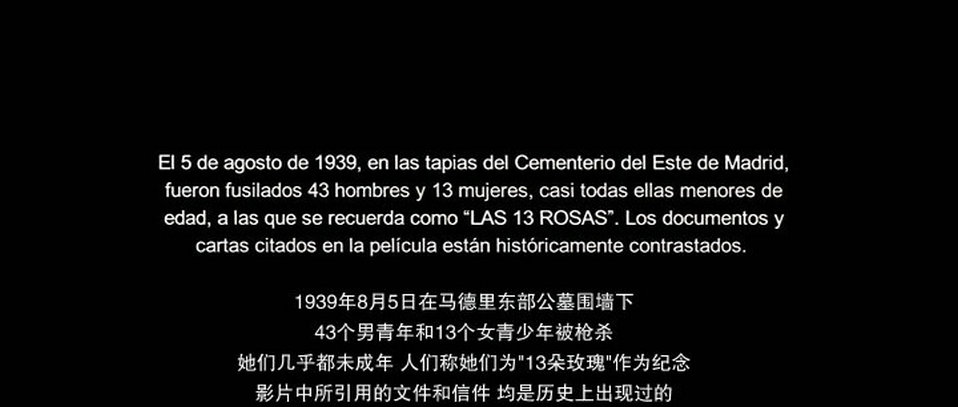 El 5 de agosto de 1939, en las tapias del Cementerio del Este de Madrid,
fueron fusilados 43 hombres y 13 mujeres, casi todas ellas menores de
edad, a las que se recuerda como “LAS 13 ROSAS”. Los documentos y
cartas citados en la película están históricamente contrastados.
1939年8月5日在马德里东部公墓围墙下
43个男青年和13个女青少年被枪杀
她们几乎都未成年 人们称她们为"13朵玫瑰"作为纪念
影片中所引用的文件和信件 均是历史上出现过的